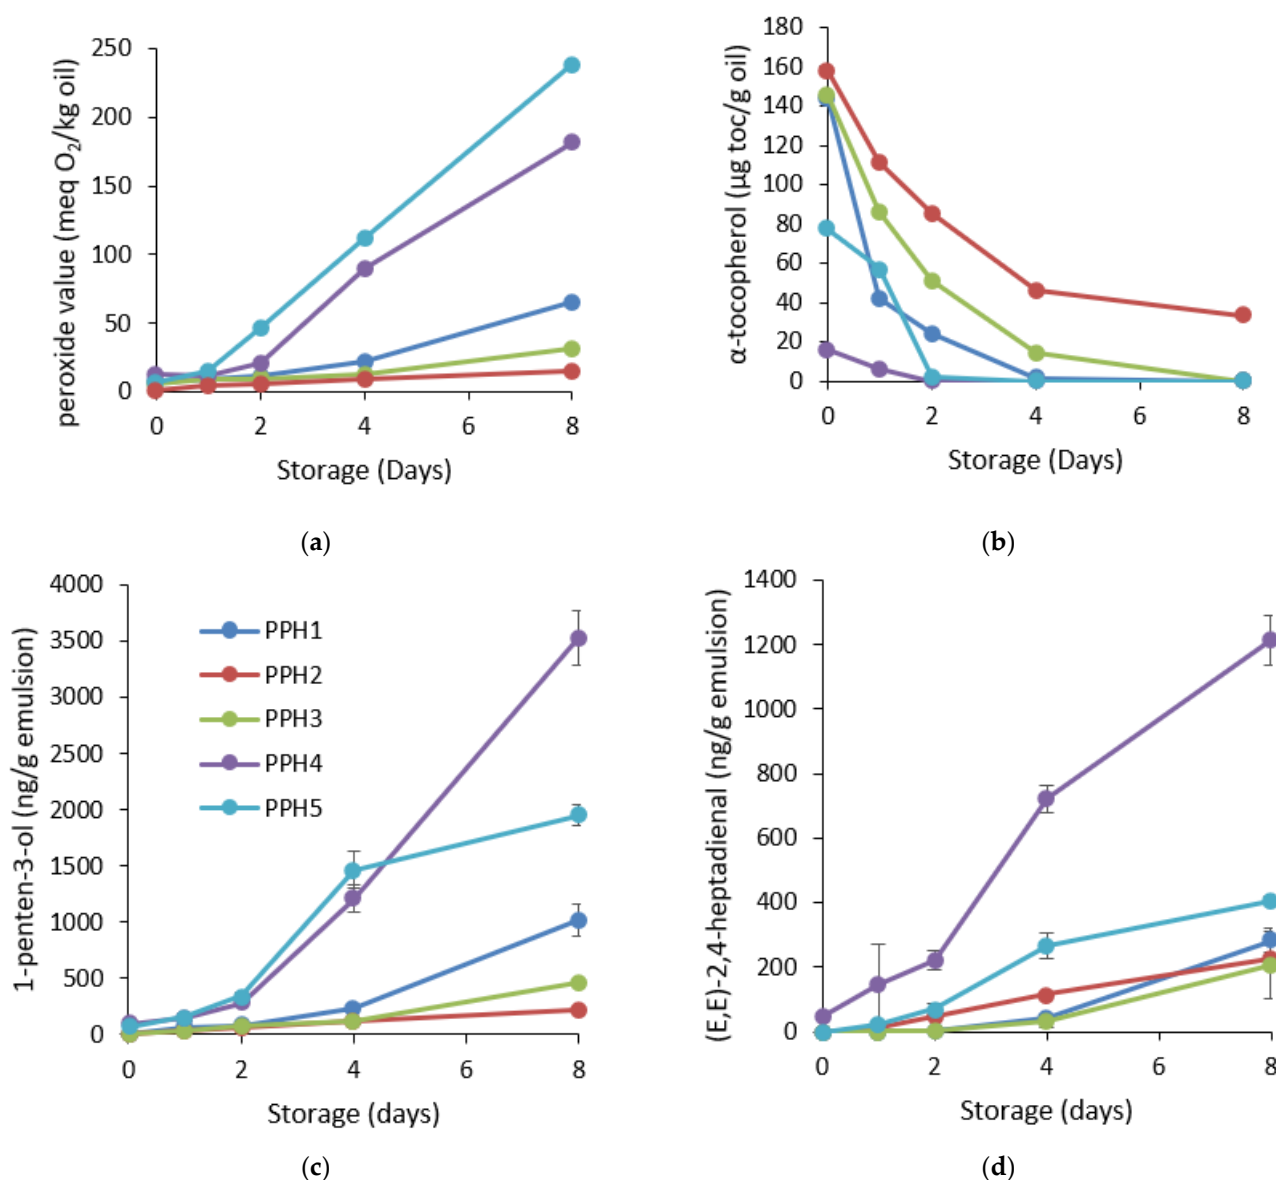 peroxide value (meq O₂/kg oil)
250
200
150
100
50
0
0 2 4 6 8
Storage (Days)
(a)
α-tocopherol (µg toc/g oil)
180
160
140
120
100
80
60
40
20
0
0 2 4 6 8
Storage (Days)
(b)
1-penten-3-ol (ng/g emulsion)
4000
3500
3000
2500
2000
1500
1000
500
0
PPH1
PPH2
PPH3
PPH4
PPH5
0 2 4 6 8
Storage (days)
(c)
(E,E)-2,4-heptadienal (ng/g emulsion)
1400
1200
1000
800
600
400
200
0
0 2 4 6 8
Storage (days)
(d)